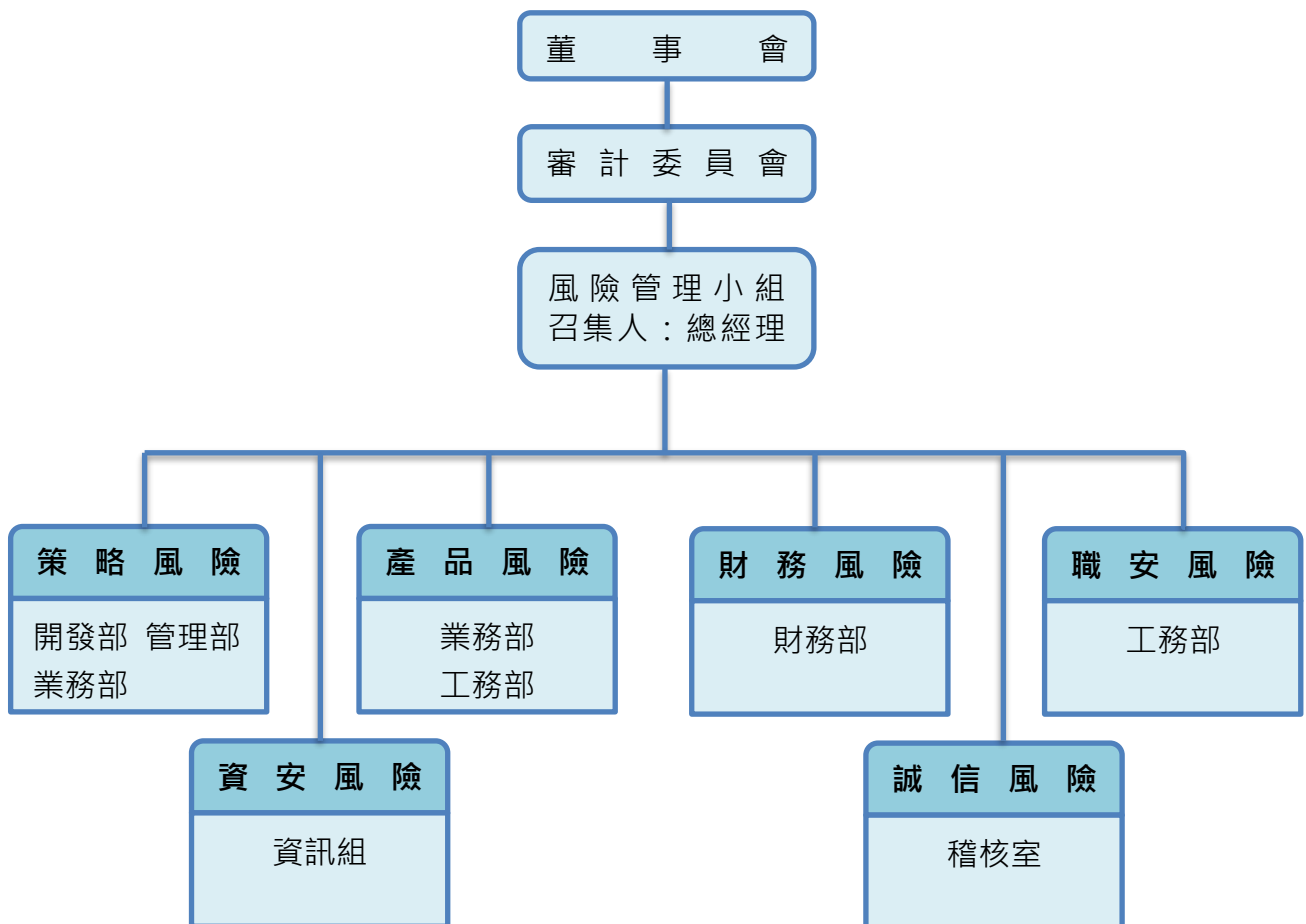 董事會
審計委員會
風險管理小組
召集人：總經理
策略風險
開發部 管理部
業務部
產品風險
業務部
工務部
財務風險
財務部
職安風險
工務部
資安風險
資訊組
誠信風險
稽核室